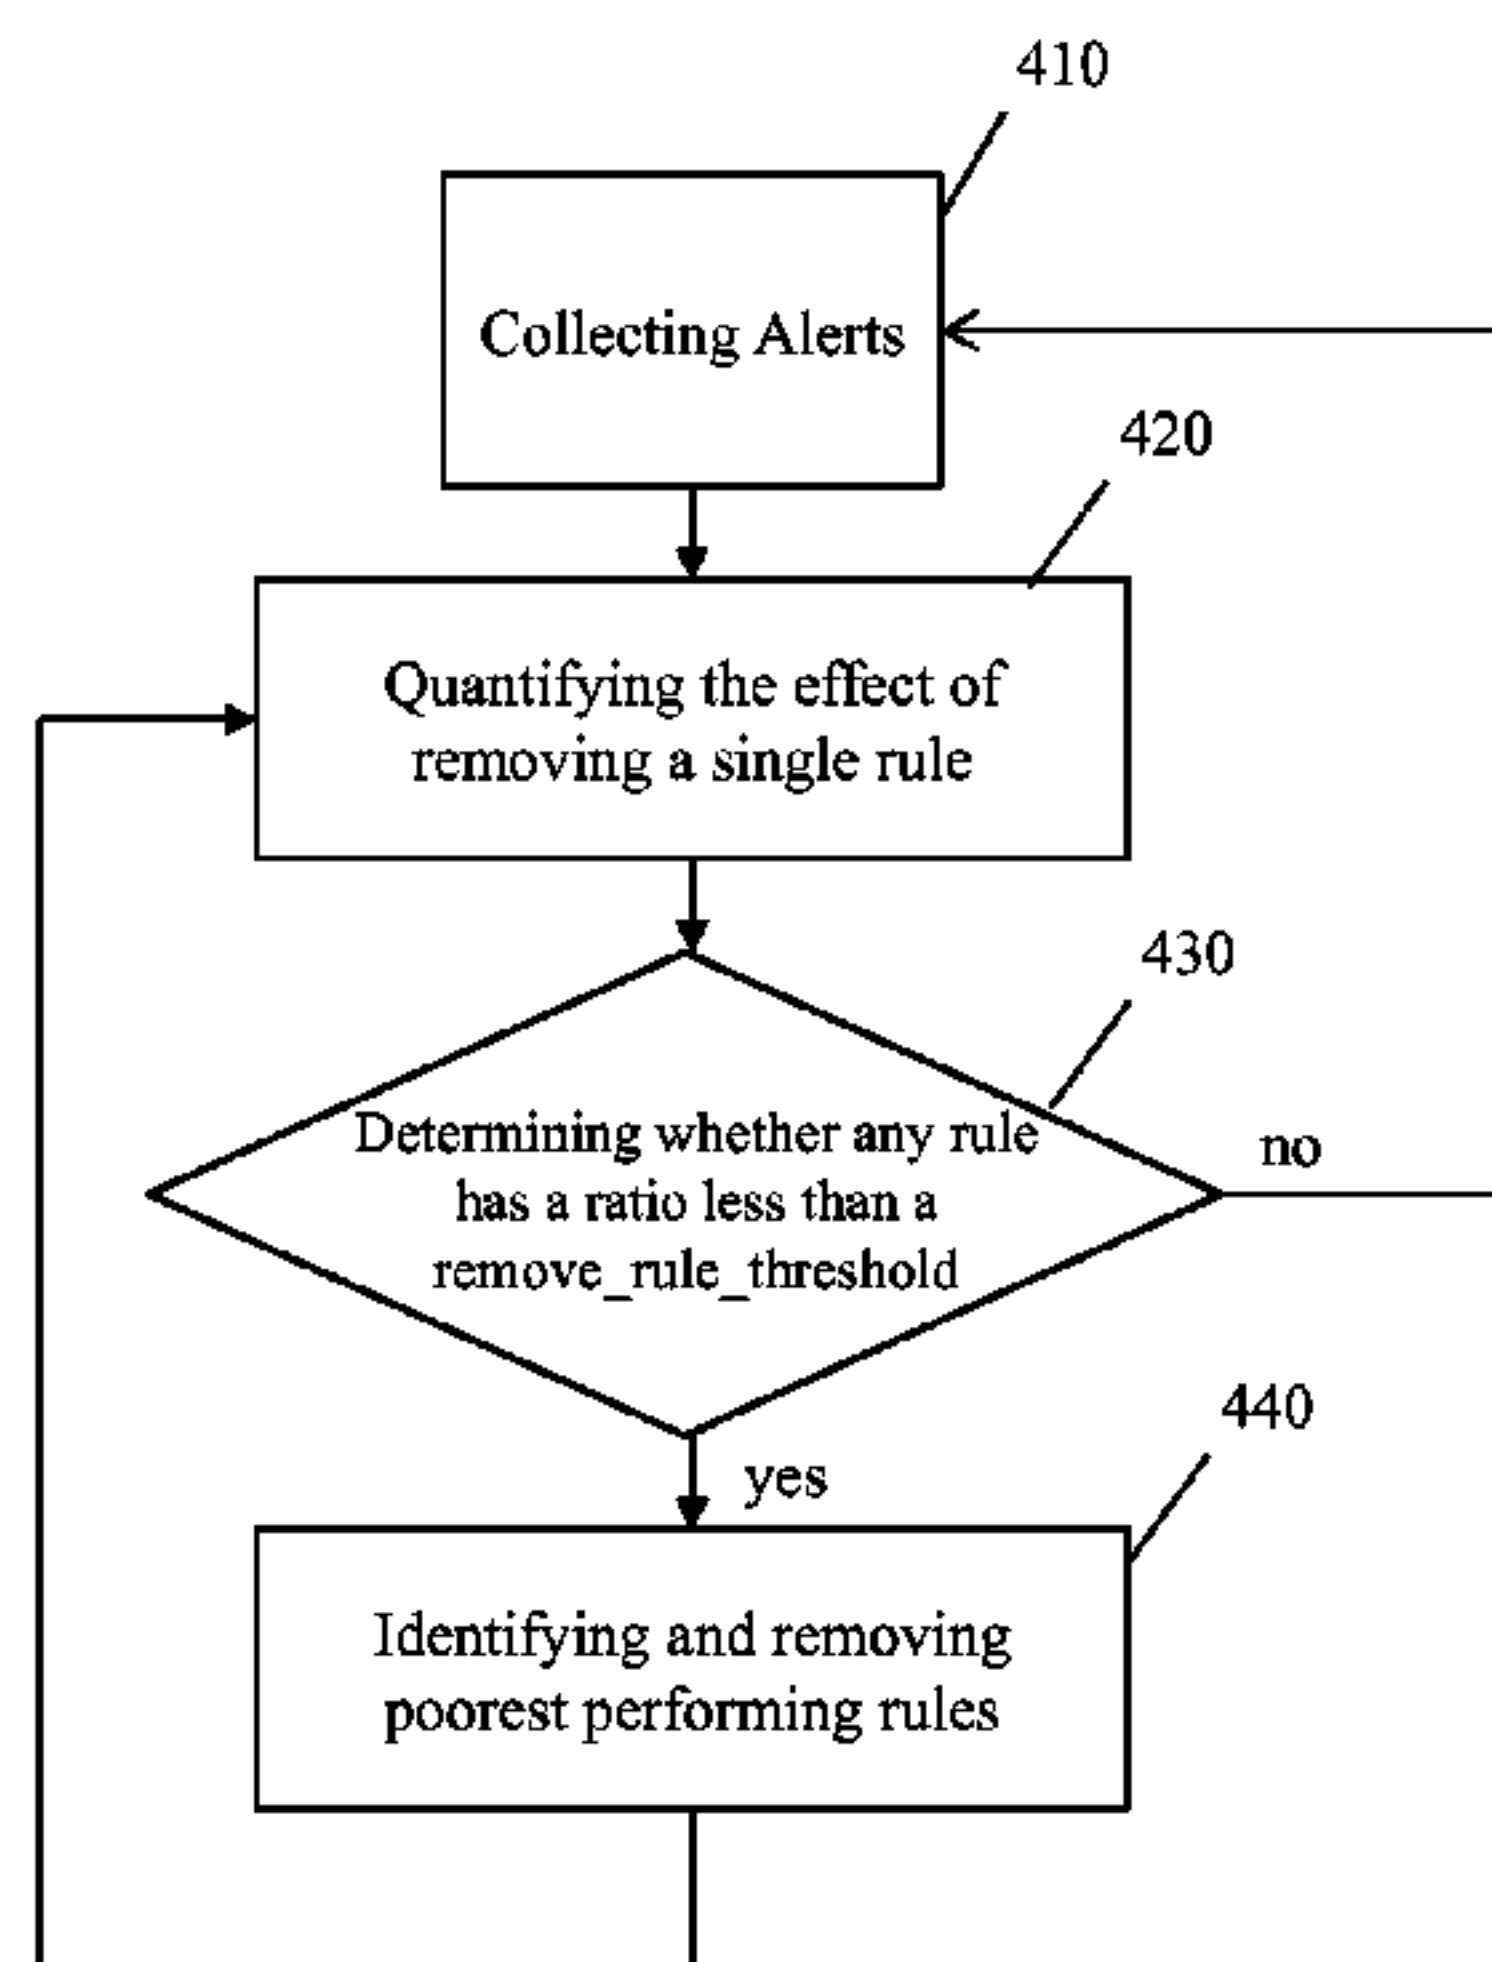 410
Collecting Alerts
420
Quantifying the effect of
removing a single rule
430
Determining whether any rule
has a ratio less than a
remove_rule_threshold
no
yes
440
Identifying and removing
poorest performing rules